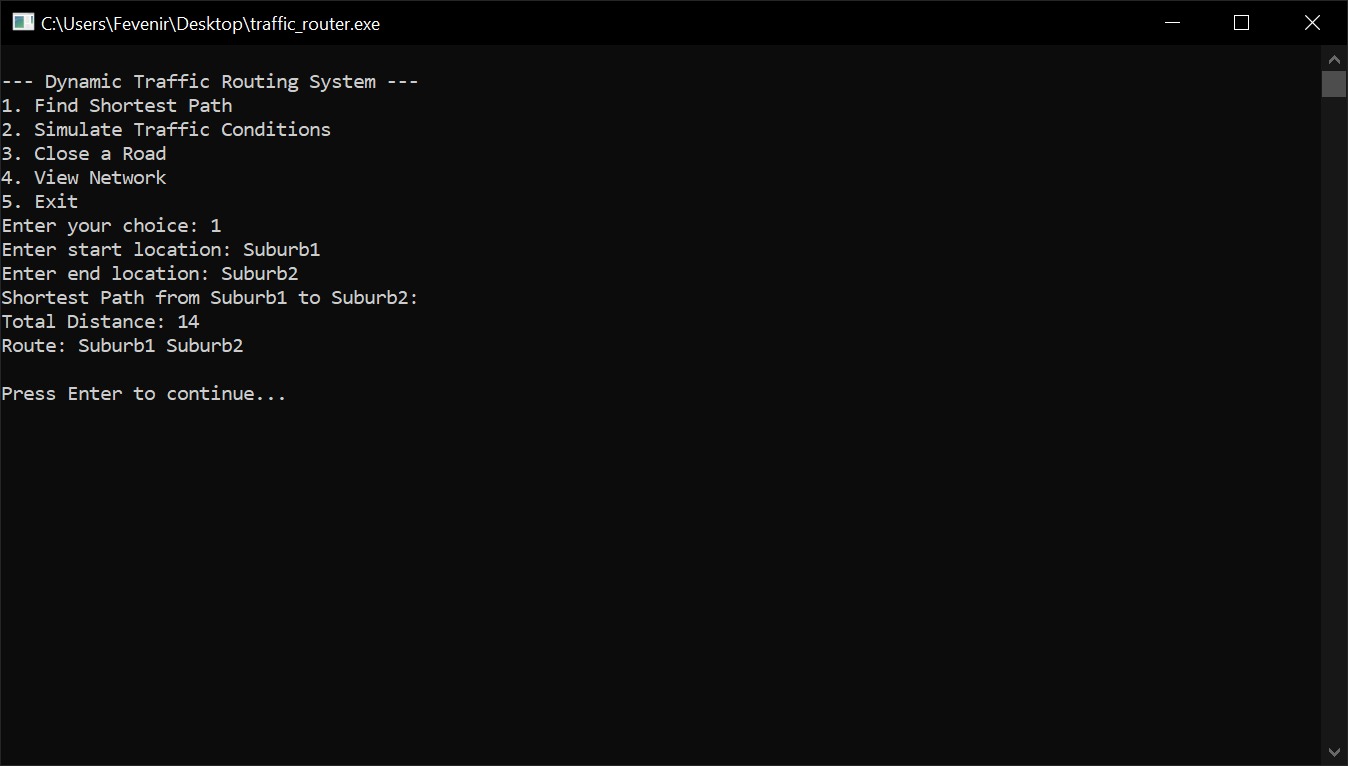 C:\Users\Fevenir\Desktop\traffic_router.exe
--- Dynamic Traffic Routing System ---
1. Find Shortest Path
2. Simulate Traffic Conditions
3. Close a Road
4. View Network
5. Exit
Enter your choice: 1
Enter start location: Suburb1
Enter end location: Suburb2
Shortest Path from Suburb1 to Suburb2:
Total Distance: 14
Route: Suburb1 Suburb2
Press Enter to continue...